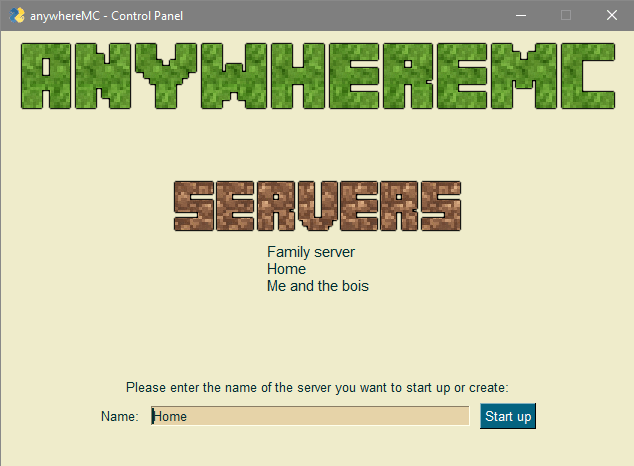 anywhereMC - Control Panel
ANYWHEREMC
SERVERS
Family server
Home
Me and the bois
Please enter the name of the server you want to start up or create:
Name: Home Start up